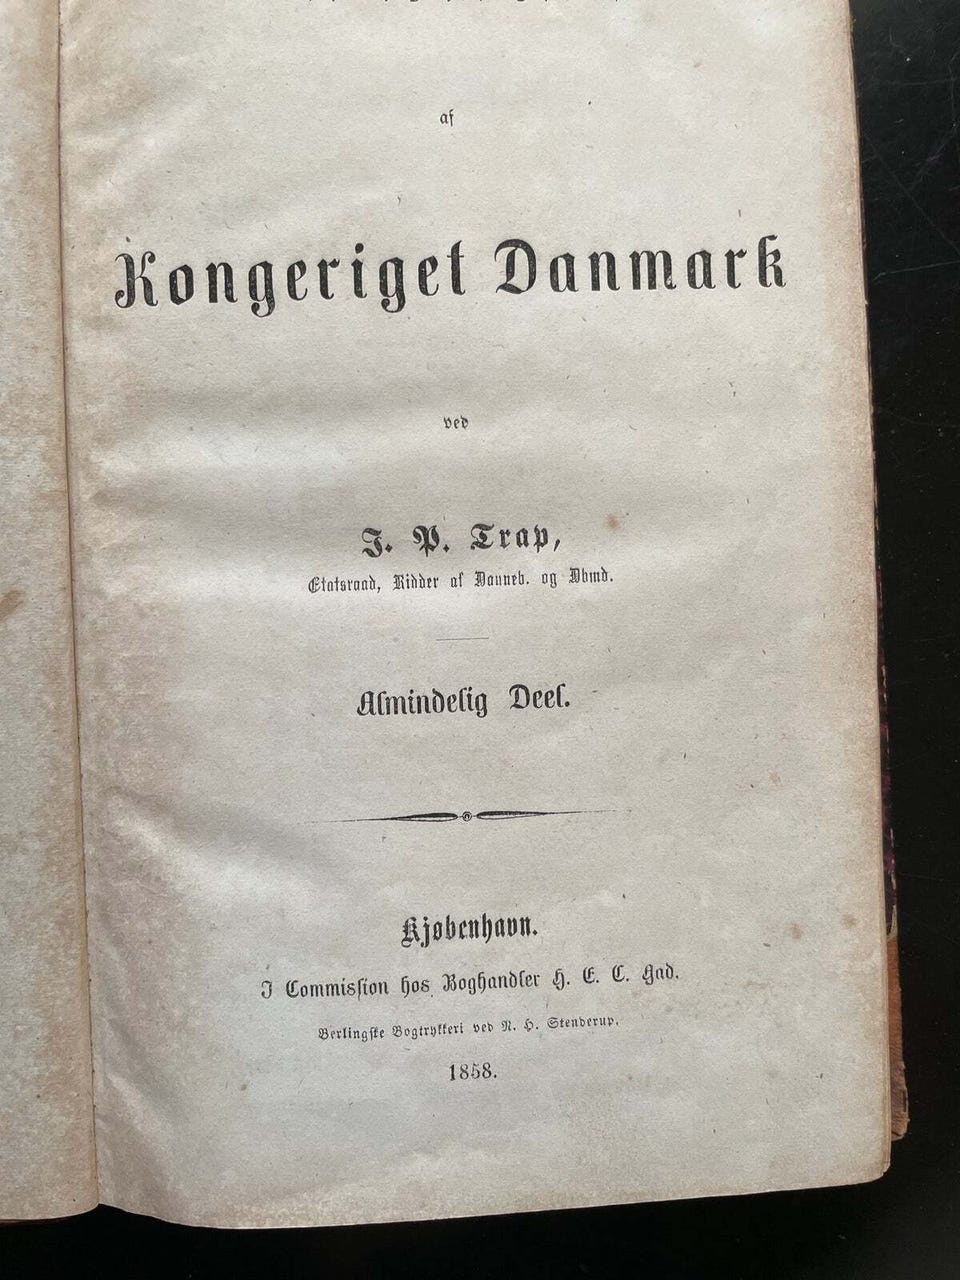 af
Kongeriget Danmark
ved
J. P. Trap,
Etatsraad, Ridder af Danneb. og Dbmd.
Almindelig Deel.
Kjøbenhavn.
I Commission hos Boghandler G. E. C. Gad.
Berlingske Bogtrykkeri ved N. H. Stenderup.
1858.